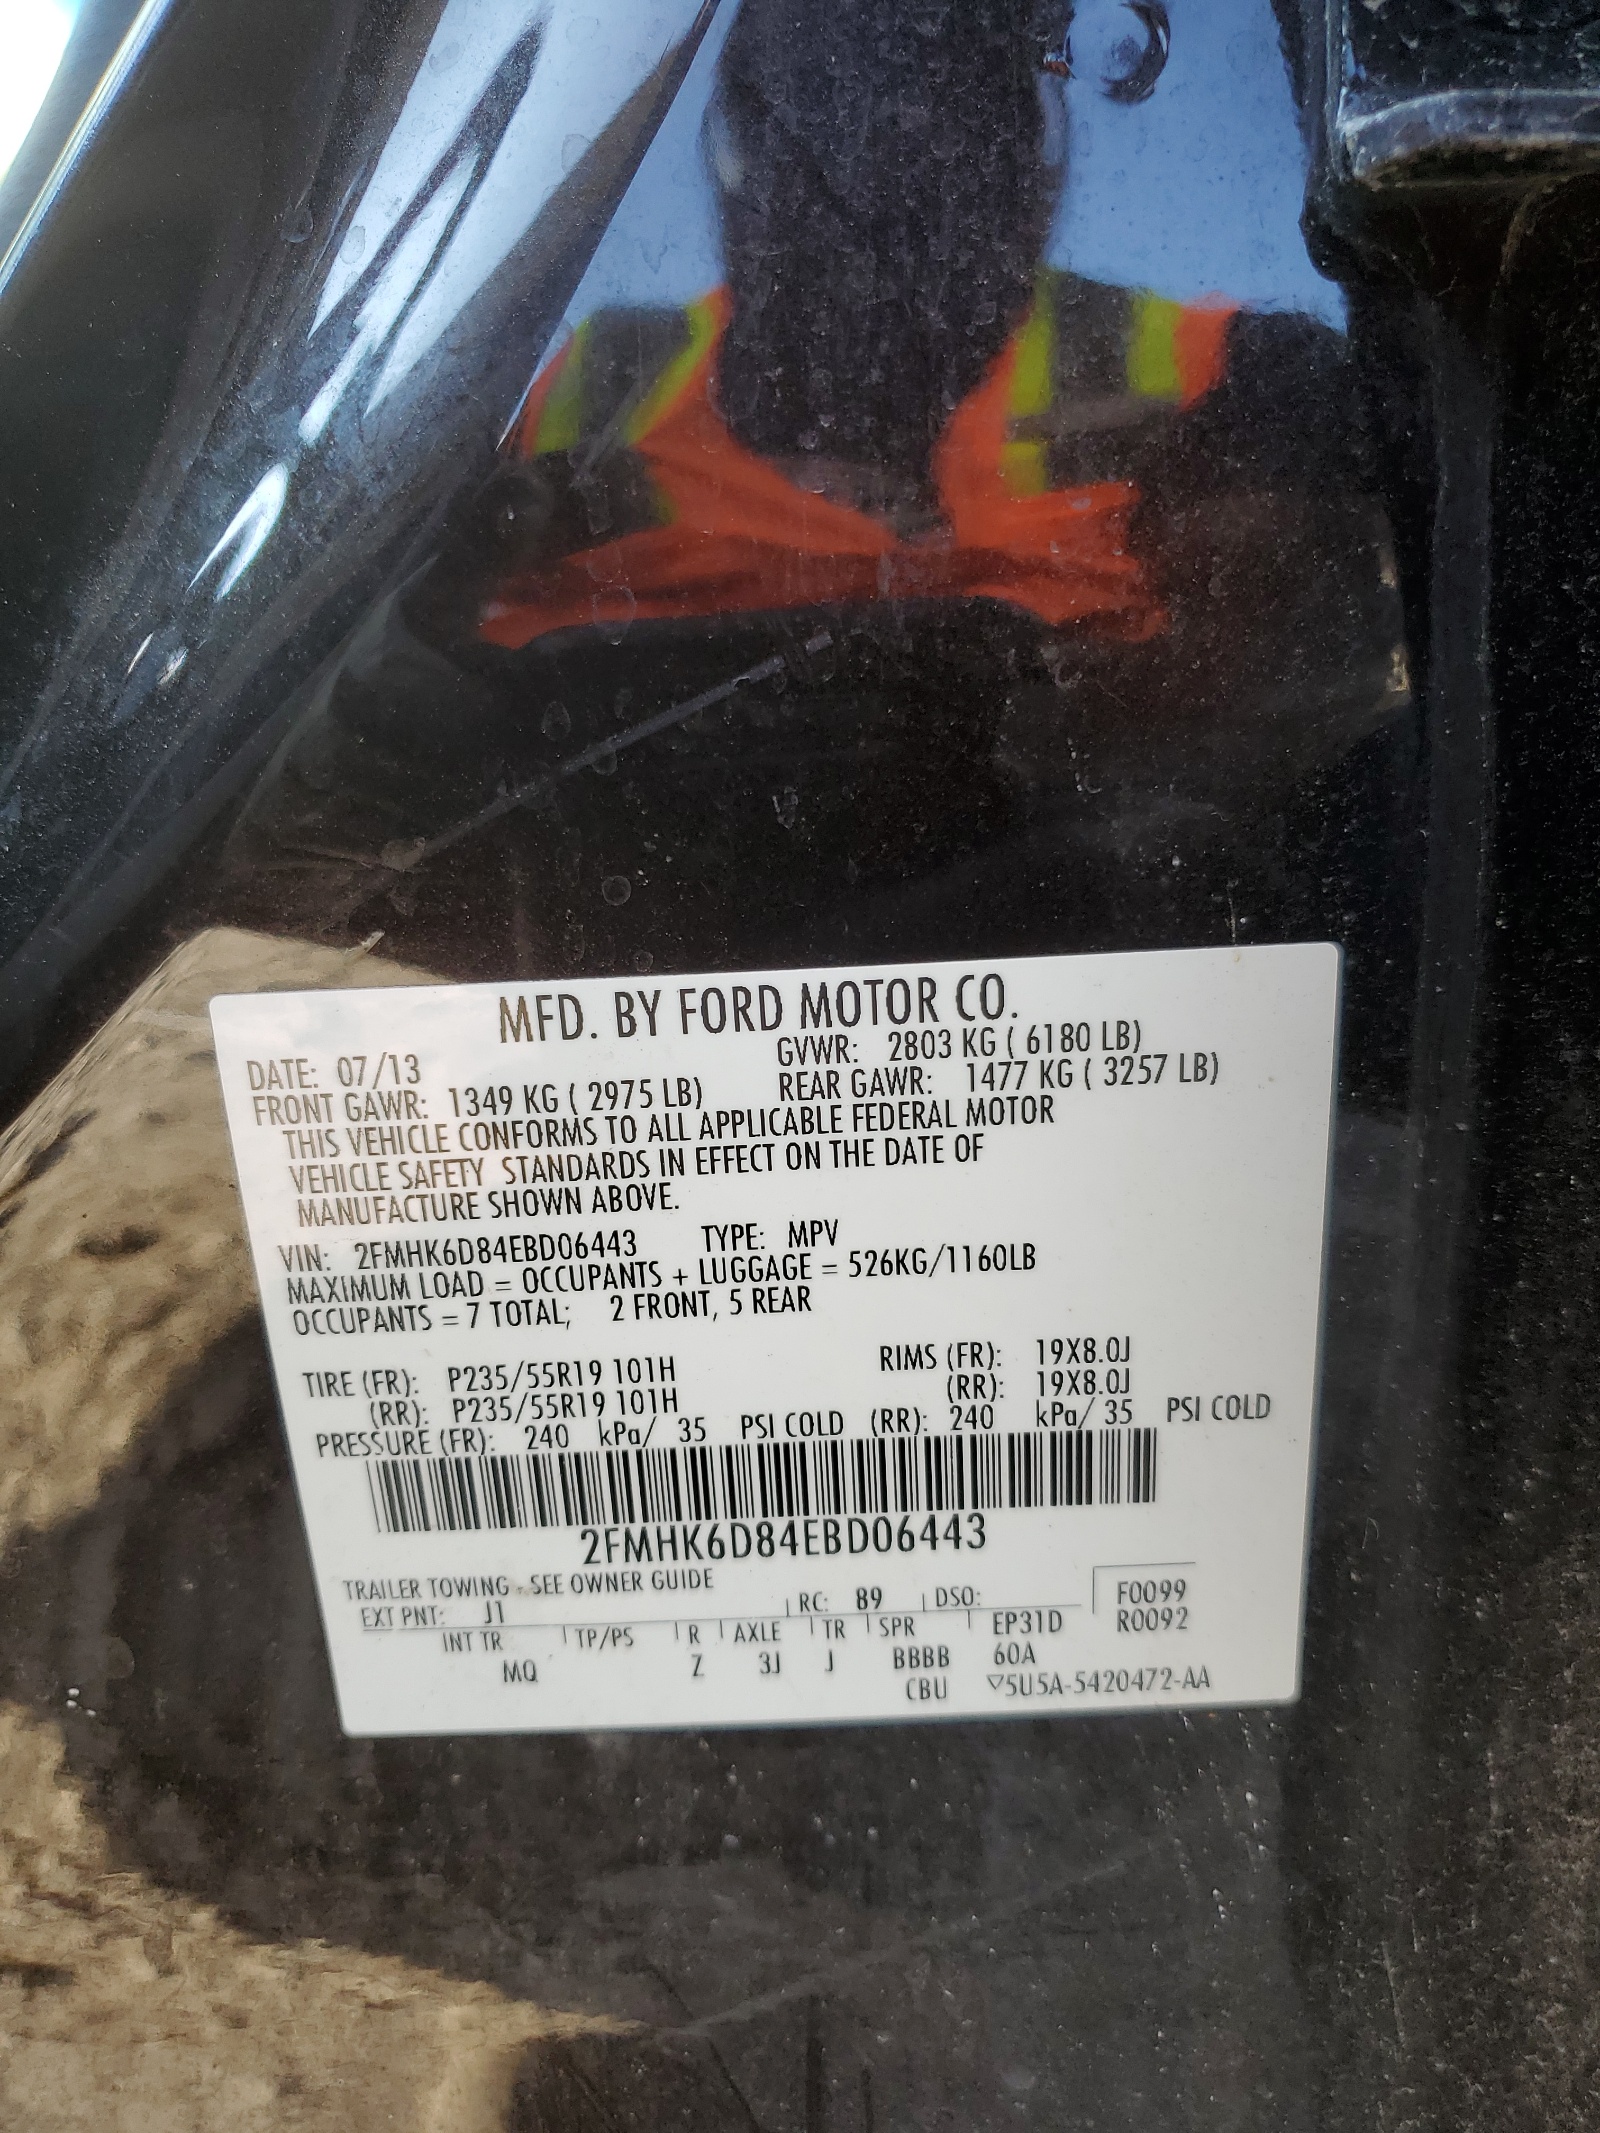 MFD. BY FORD MOTOR CO.
DATE: 07/13 GVWR: 2803 KG ( 6180 LB)
FRONT GAWR: 1349 KG ( 2975 LB) REAR GAWR: 1477 KG ( 3257 LB)
THIS VEHICLE CONFORMS TO ALL APPLICABLE FEDERAL MOTOR
VEHICLE SAFETY STANDARDS IN EFFECT ON THE DATE OF
MANUFACTURE SHOWN ABOVE.
VIN: 2FMHK6D84EBD06443 TYPE: MPV
MAXIMUM LOAD = OCCUPANTS + LUGGAGE = 526KG/1160LB
OCCUPANTS = 7 TOTAL; 2 FRONT, 5 REAR
TIRE (FR): P235/55R19 101H RIMS (FR): 19X8.0J
(RR): P235/55R19 101H (RR): 19X8.0J
PRESSURE (FR): 240 kPa/ 35 PSI COLD (RR): 240 kPa/ 35 PSI COLD
2FMHK6D84EBD06443
TRAILER TOWING - SEE OWNER GUIDE
EXT PNT: J1 RC: 89 DSO: F0099
INT TR TP/PS R AXLE TR SPR EP31D R0092
MQ Z 3J J BBBB 60A
CBU ▽5U5A-5420472-AA